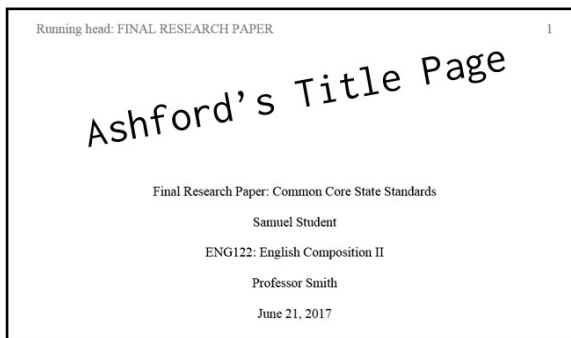 Running head: FINAL RESEARCH PAPER 1
Ashford's Title Page
Final Research Paper: Common Core State Standards
Samuel Student
ENG122: English Composition II
Professor Smith
June 21, 2017